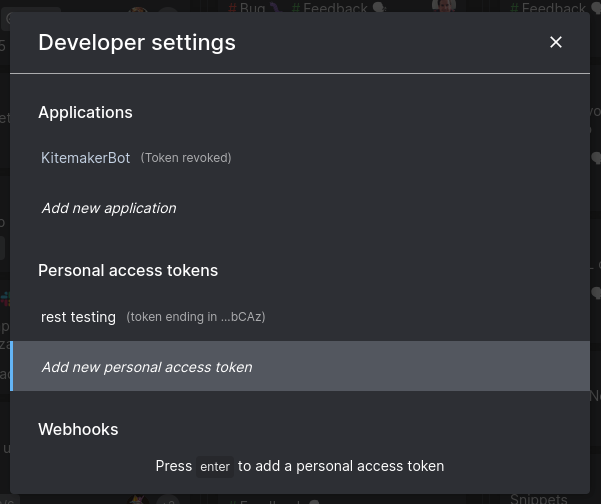 #Bug #Feedback
#Feedback
Developer settings
Applications
KitemakerBot (Token revoked)
Add new application
Personal access tokens
rest testing (token ending in ...bCAz)
Add new personal access token
Webhooks
Press enter to add a personal access token
#Feedback
Snippets